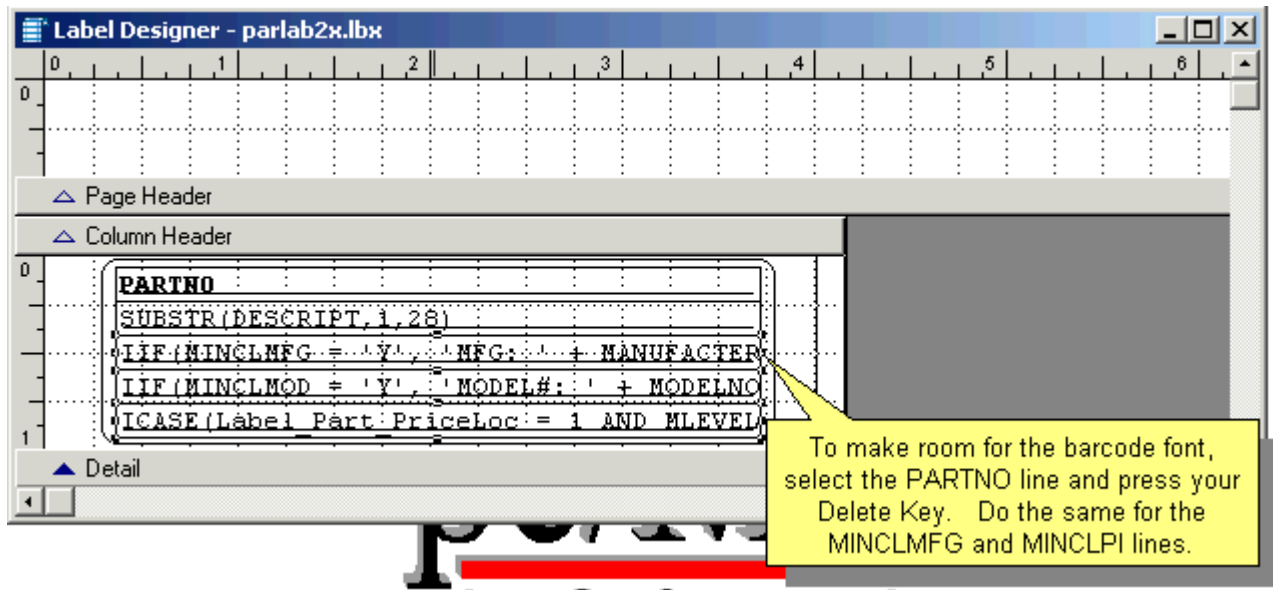 Label Designer - parlab2x.lbx
0 1 2 3 4 5 6
0
Page Header
Column Header
0
PARTNO
SUBSTR(DESCRIPT,1,28)
IIF(MINCLMFG = 'Y', 'MFG: ' + MANUFACTER
IIF(MINCLMOD = 'Y', 'MODEL#: ' + MODELNO
ICASE(Label_Part_PriceLoc = 1 AND MLEVEL
1
Detail
To make room for the barcode font,
select the PARTNO line and press your
Delete Key. Do the same for the
MINCLMFG and MINCLPI lines.